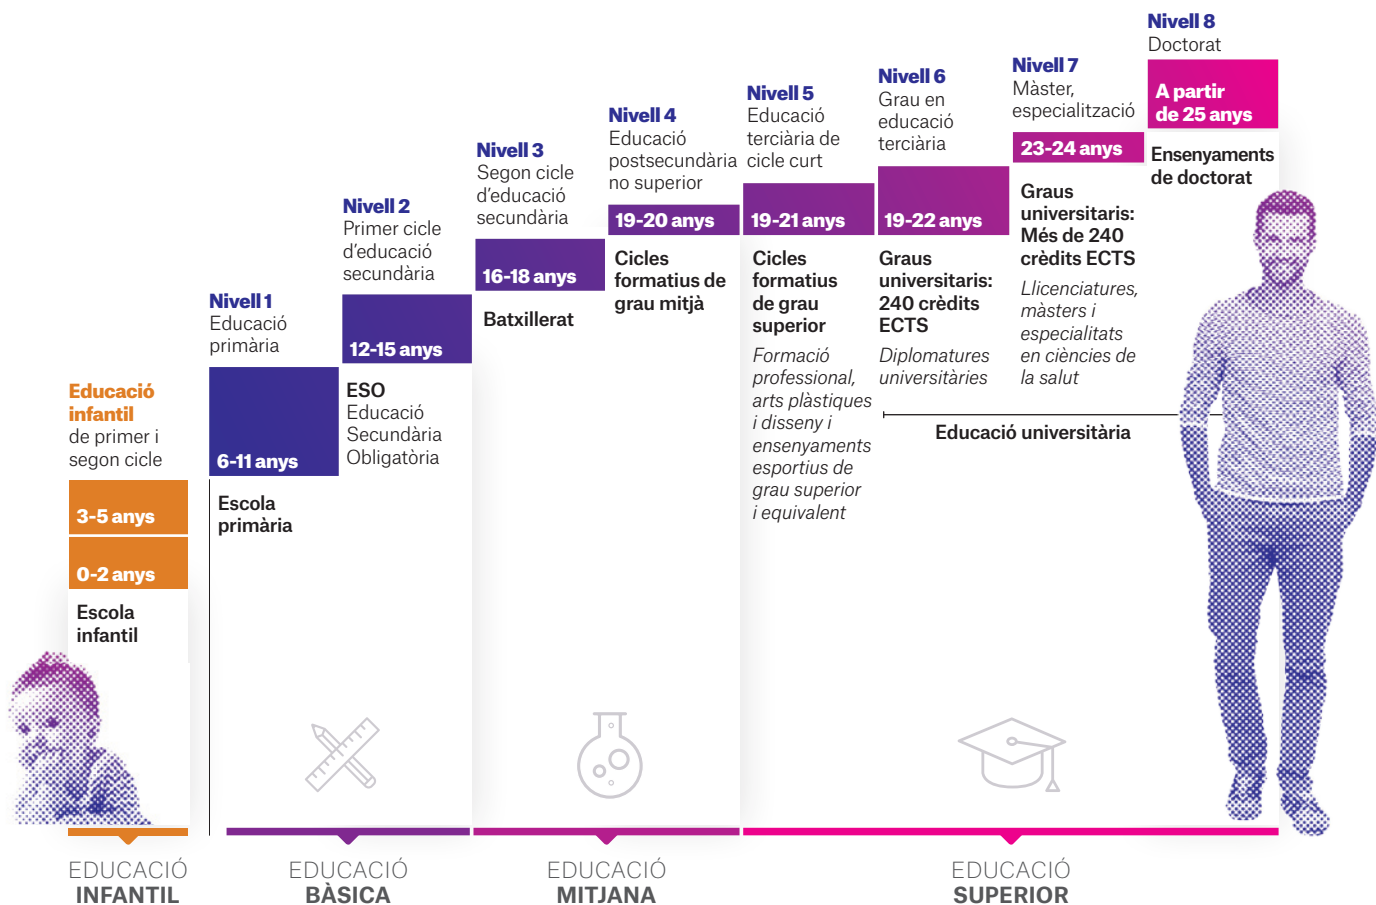 Educació
infantil
de primer i
segon cicle
3-5 anys
0-2 anys
Escola
infantil
Nivell 1
Educació
primària
6-11 anys
Escola
primària
Nivell 2
Primer cicle
d’educació
secundària
12-15 anys
ESO
Educació
Secundària
Obligatòria
Nivell 3
Segon cicle
d’educació
secundària
16-18 anys
Batxillerat
Nivell 4
Educació
postsecundària
no superior
19-20 anys
Cicles
formatius de
grau mitjà
Nivell 5
Educació
terciària de
cicle curt
19-21 anys
Cicles
formatius
de grau
superior
Formació
professional,
arts plàstiques
i disseny i
ensenyaments
esportius de
grau superior
i equivalent
Nivell 6
Grau en
educació
terciària
19-22 anys
Graus
universitaris:
240 crèdits
ECTS
Diplomatures
universitàries
Nivell 7
Màster,
especialització
23-24 anys
Graus
universitaris:
Més de 240
crèdits ECTS
Llicenciatures,
màsters i
especialitats
en ciències de
la salut
Nivell 8
Doctorat
A partir
de 25 anys
Ensenyaments
de doctorat
Educació universitària
EDUCACIÓ
INFANTIL
EDUCACIÓ
BÀSICA
EDUCACIÓ
MITJANA
EDUCACIÓ
SUPERIOR